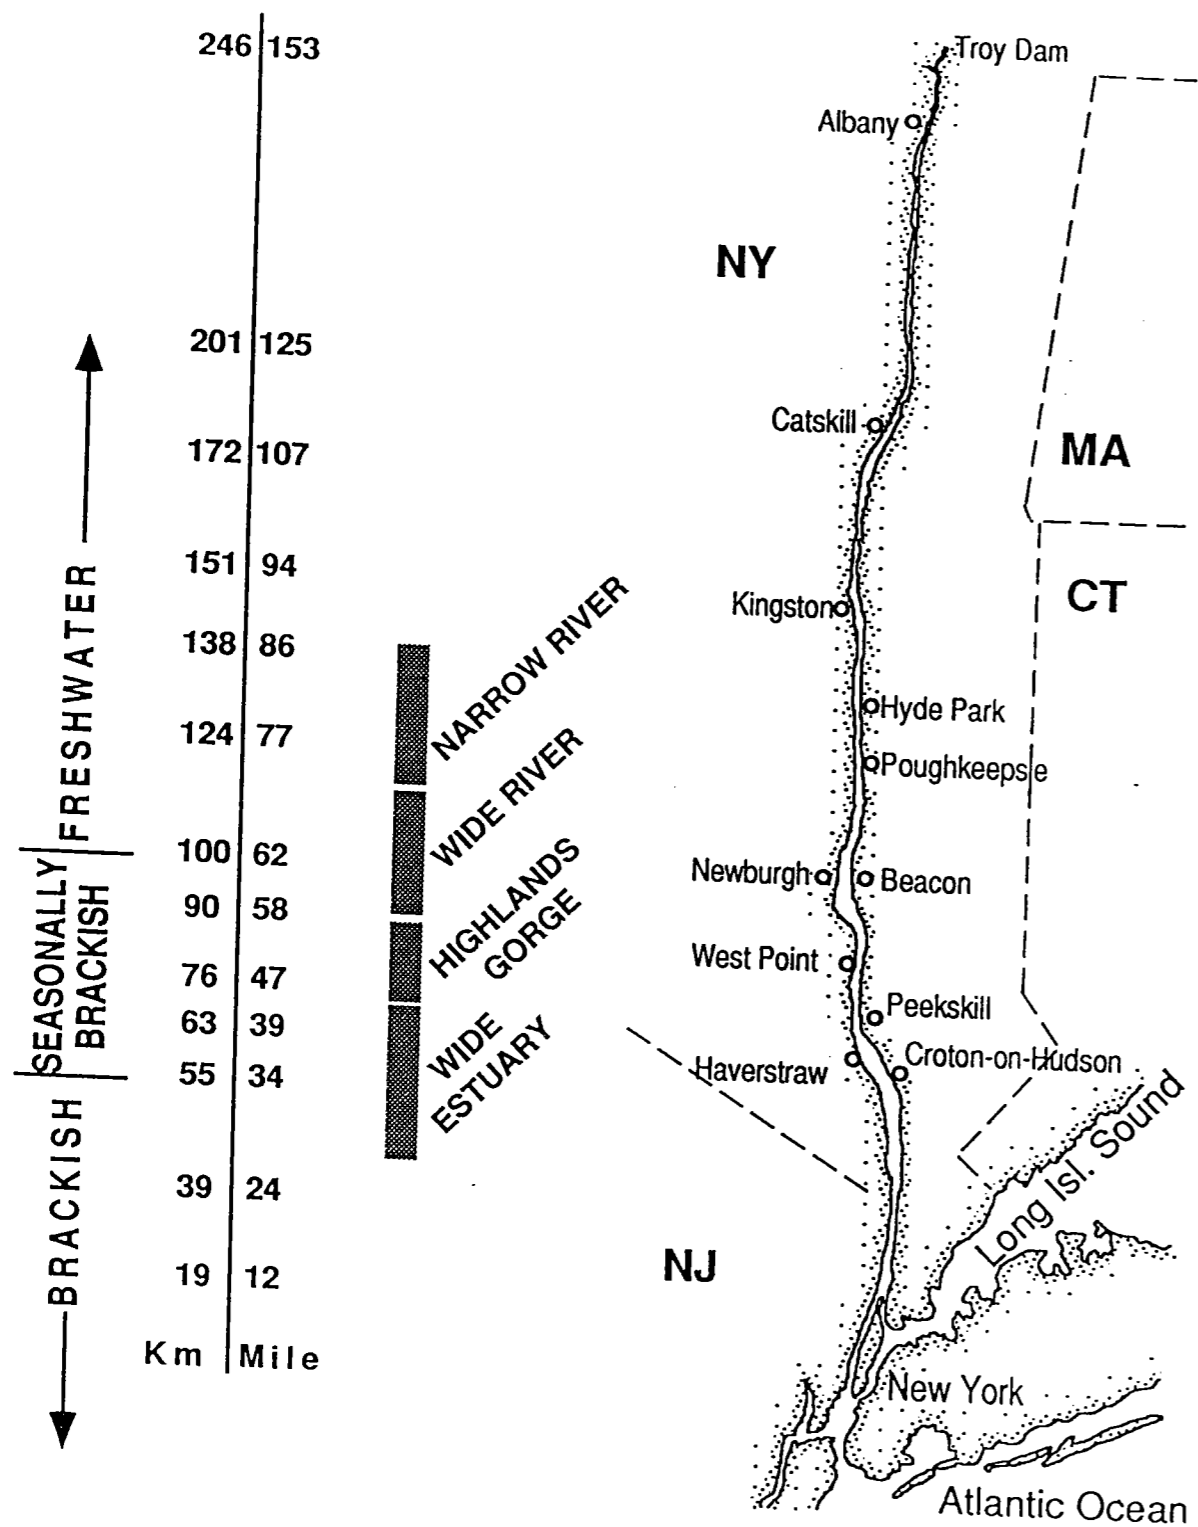 246 153
201 125
172 107
151 94
138 86
124 77
100 62
90 58
76 47
63 39
55 34
39 24
19 12
Km Mile
FRESHWATER
SEASONALLY
BRACKISH
BRACKISH
NARROW RIVER
WIDE RIVER
HIGHLANDS
GORGE
WIDE
ESTUARY
Troy Dam
Albany
NY
Catskill
MA
CT
Kingston
Hyde Park
Poughkeepsie
Newburgh
Beacon
West Point
Peekskill
Haverstraw
Croton-on-Hudson
Long Isl. Sound
NJ
New York
Atlantic Ocean